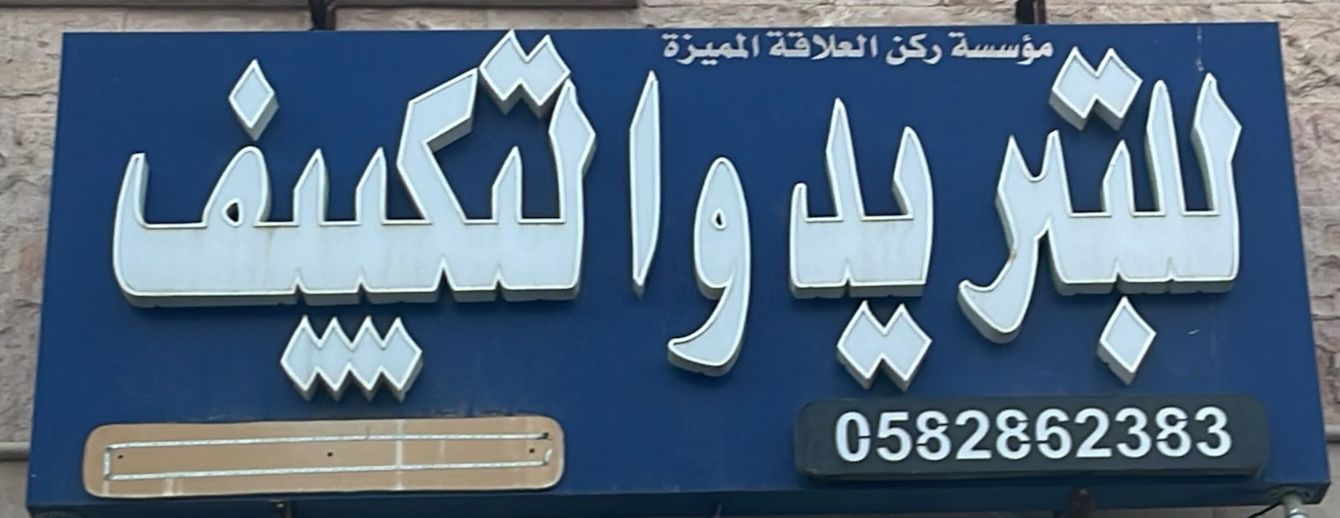 مؤسسة ركن العلاقة المميزة
للتبريد والتكييف
0582862383